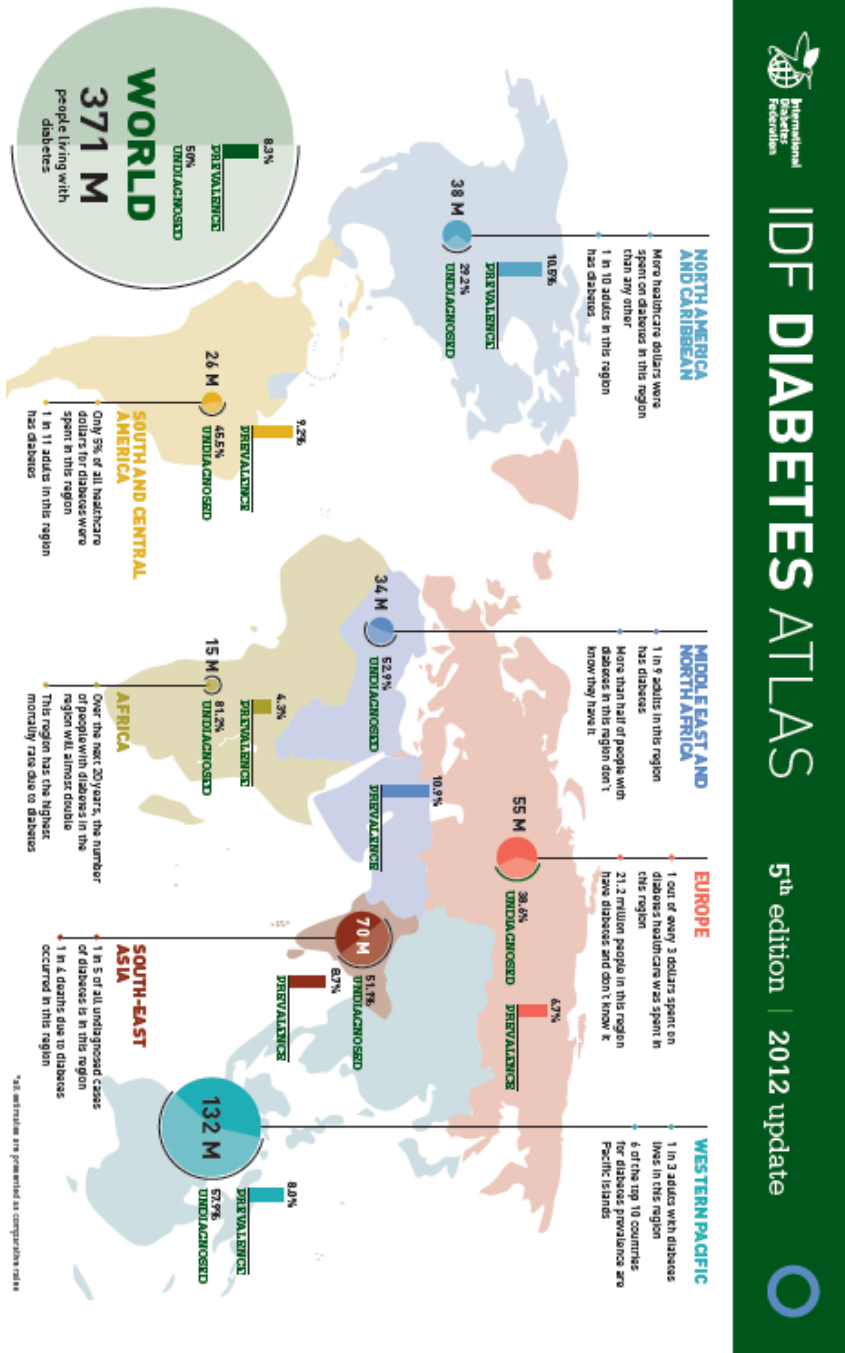 International
Diabetes
Federation
IDF DIABETES ATLAS
5th edition | 2012 update
NORTH AMERICA
AND CARIBBEAN
More healthcare dollars were
spent on diabetes in this region
than any other
1 in 10 adults in this region
has diabetes
38 M
10.5%
PREVALENCE
29.2%
UNDIAGNOSED
MIDDLE EAST AND
NORTH AFRICA
1 in 9 adults in this region
has diabetes
More than half of people with
diabetes in this region don't
know they have it
34 M
52.9%
UNDIAGNOSED
10.9%
PREVALENCE
EUROPE
1 out of every 3 dollars spent on
diabetes healthcare was spent in
this region
21.2 million people in this region
have diabetes and don't know it
55 M
38.6%
UNDIAGNOSED
6.7%
PREVALENCE
WESTERN PACIFIC
1 in 3 adults with diabetes
lives in this region
6 of the top 10 countries
for diabetes prevalence are
Pacific Islands
132 M
8.0%
PREVALENCE
57.9%
UNDIAGNOSED
WORLD
371 M
people living with
diabetes
8.3%
PREVALENCE
50%
UNDIAGNOSED
26 M
9.2%
PREVALENCE
45.5%
UNDIAGNOSED
SOUTH AND CENTRAL
AMERICA
Only 5% of all healthcare
dollars for diabetes were
spent in this region
1 in 11 adults in this region
has diabetes
15 M
4.3%
PREVALENCE
81.2%
UNDIAGNOSED
AFRICA
Over the next 20 years, the number
of people with diabetes in the
region will almost double
This region has the highest
mortality rate due to diabetes
70 M
51.1%
UNDIAGNOSED
8.7%
PREVALENCE
SOUTH-EAST
ASIA
1 in 5 of all undiagnosed cases
of diabetes is in this region
1 in 4 deaths due to diabetes
occurred in this region
*all estimates are presented as comparative rates